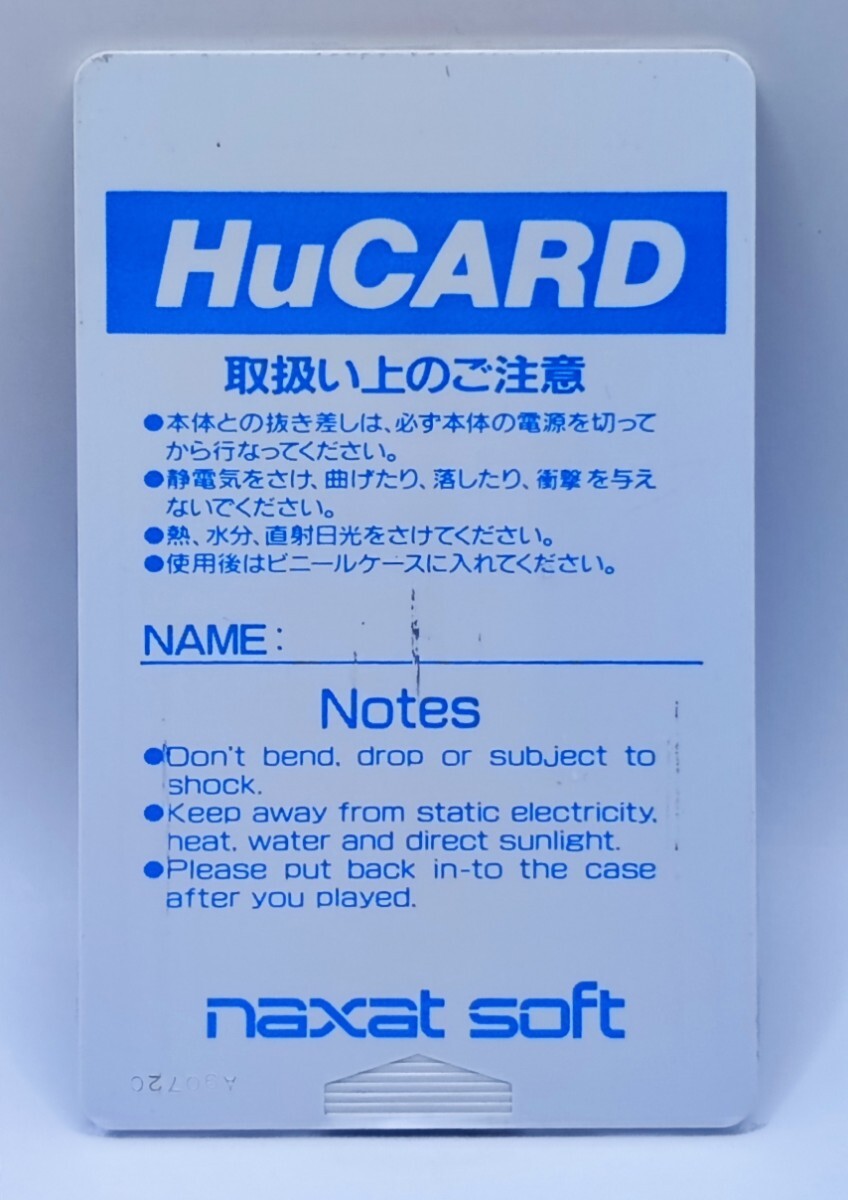 HuCARD
取扱い上のご注意
●本体との抜き差しは、必ず本体の電源を切って
から行なってください。
●静電気をさけ、曲げたり、落したり、衝撃を与え
ないでください。
●熱、水分、直射日光をさけてください。
●使用後はビニールケースに入れてください。
NAME:
Notes
●Don't bend, drop or subject to
shock.
●Keep away from static electricity,
heat, water and direct sunlight.
●Please put back in-to the case
after you played.
naxat soft